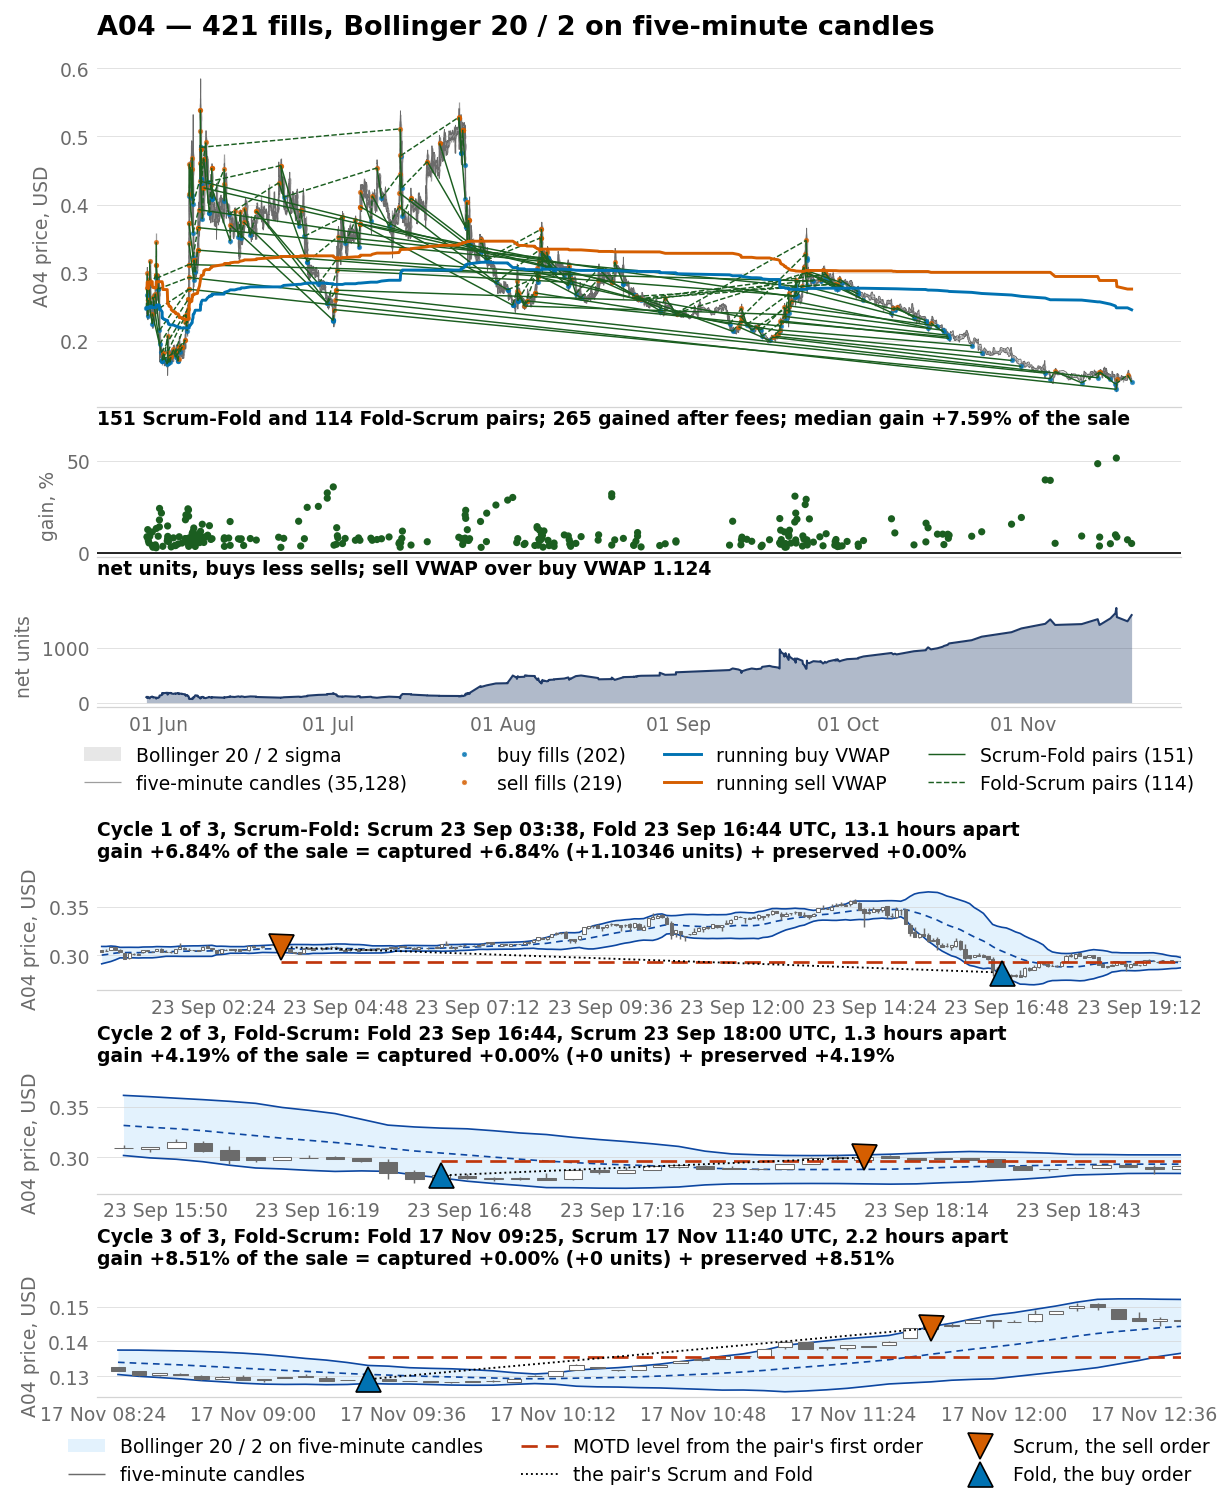 A04 — 421 fills, Bollinger 20 / 2 on five-minute candles
A04 price, USD
0.6
0.5
0.4
0.3
0.2
151 Scrum-Fold and 114 Fold-Scrum pairs; 265 gained after fees; median gain +7.59% of the sale
gain, %
50
0
net units, buys less sells; sell VWAP over buy VWAP 1.124
net units
1000
0
01 Jun 01 Jul 01 Aug 01 Sep 01 Oct 01 Nov
Bollinger 20 / 2 sigma buy fills (202) running buy VWAP Scrum-Fold pairs (151)
five-minute candles (35,128) sell fills (219) running sell VWAP Fold-Scrum pairs (114)
Cycle 1 of 3, Scrum-Fold: Scrum 23 Sep 03:38, Fold 23 Sep 16:44 UTC, 13.1 hours apart
gain +6.84% of the sale = captured +6.84% (+1.10346 units) + preserved +0.00%
A04 price, USD
0.35
0.30
23 Sep 02:24 23 Sep 04:48 23 Sep 07:12 23 Sep 09:36 23 Sep 12:00 23 Sep 14:24 23 Sep 16:48 23 Sep 19:12
Cycle 2 of 3, Fold-Scrum: Fold 23 Sep 16:44, Scrum 23 Sep 18:00 UTC, 1.3 hours apart
gain +4.19% of the sale = captured +0.00% (+0 units) + preserved +4.19%
A04 price, USD
0.35
0.30
23 Sep 15:50 23 Sep 16:19 23 Sep 16:48 23 Sep 17:16 23 Sep 17:45 23 Sep 18:14 23 Sep 18:43
Cycle 3 of 3, Fold-Scrum: Fold 17 Nov 09:25, Scrum 17 Nov 11:40 UTC, 2.2 hours apart
gain +8.51% of the sale = captured +0.00% (+0 units) + preserved +8.51%
A04 price, USD
0.15
0.14
0.13
17 Nov 08:24 17 Nov 09:00 17 Nov 09:36 17 Nov 10:12 17 Nov 10:48 17 Nov 11:24 17 Nov 12:00 17 Nov 12:36
Bollinger 20 / 2 on five-minute candles MOTD level from the pair's first order Scrum, the sell order
five-minute candles the pair's Scrum and Fold Fold, the buy order